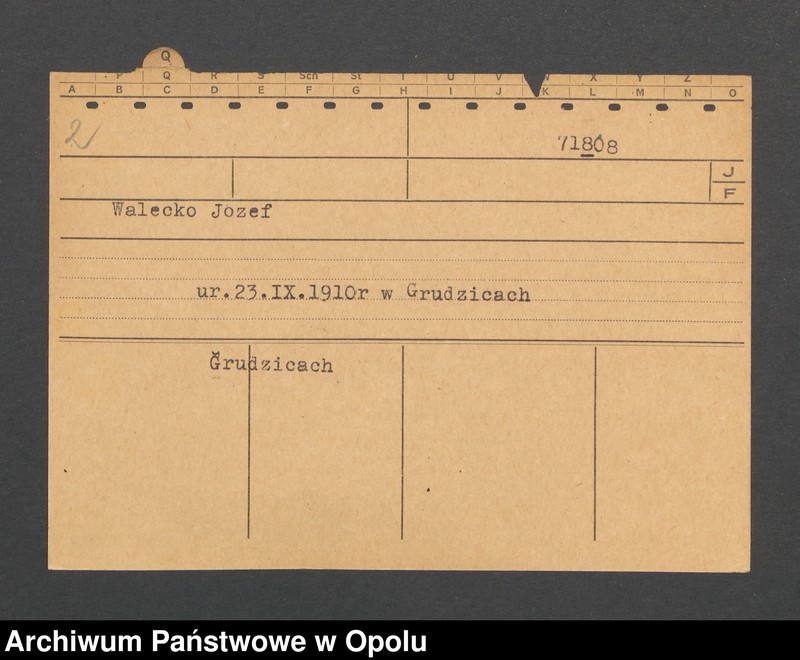 Q
P Q R S Sch St T U V W X Y Z
A B C D E F G H I J K L M N O
2
71808
J
F
Walecko Jozef
ur.23.IX.1910r w Grudzicach
Grudzicach
Archiwum Państwowe w Opolu